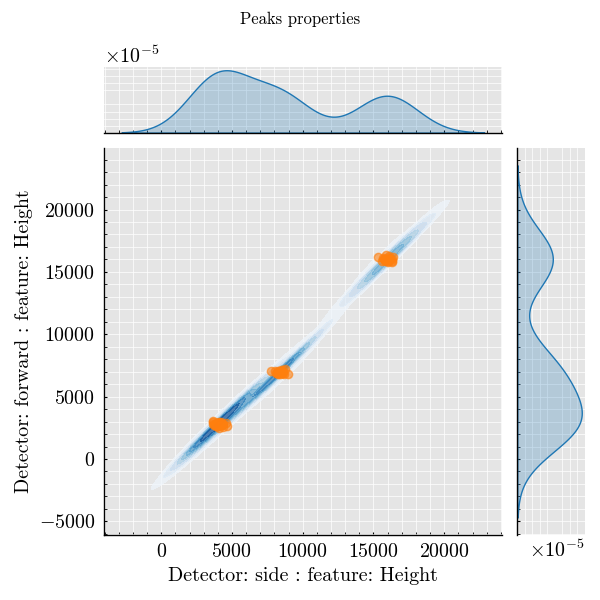 Peaks properties
×10⁻⁵
20000
15000
10000
5000
0
−5000
Detector: forward : feature: Height
0 5000 10000 15000 20000
×10⁻⁵
Detector: side : feature: Height